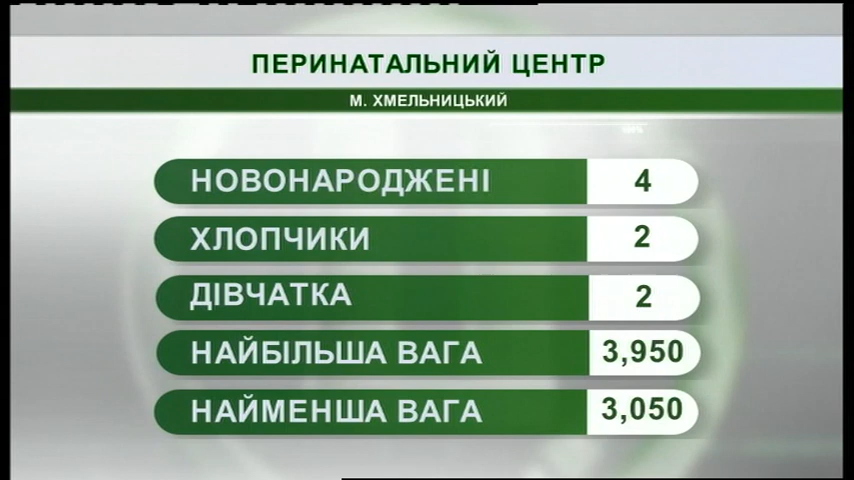 ПЕРИНАТАЛЬНИЙ ЦЕНТР
М. ХМЕЛЬНИЦЬКИЙ
НОВОНАРОДЖЕНІ 4
ХЛОПЧИКИ 2
ДІВЧАТКА 2
НАЙБІЛЬША ВАГА 3,950
НАЙМЕНША ВАГА 3,050